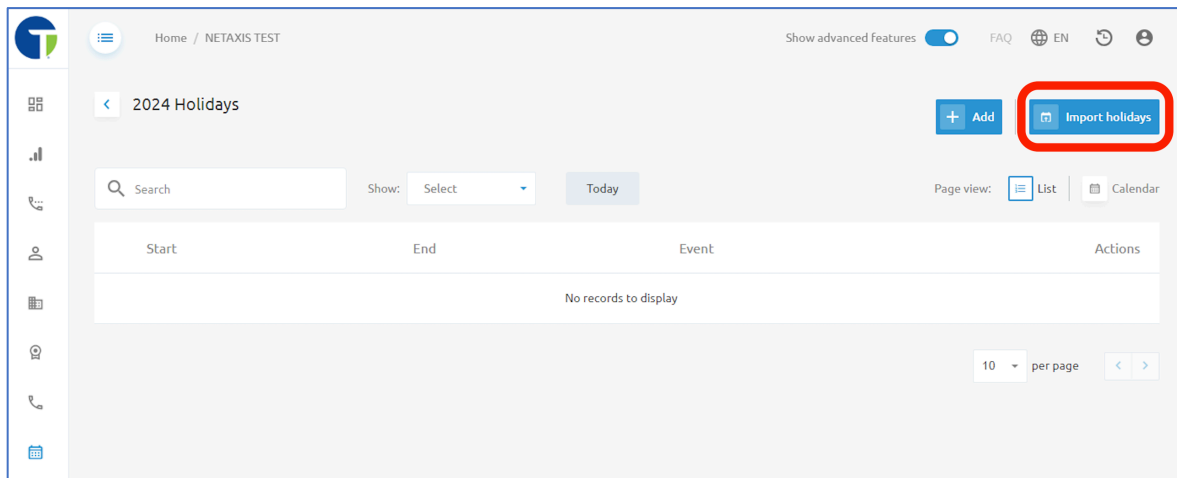 Home / NETAXIS TEST
Show advanced features
FAQ
EN
2024 Holidays
+ Add
Import holidays
Search
Show:
Select
Today
Page view:
List
Calendar
Start
End
Event
Actions
No records to display
10
per page